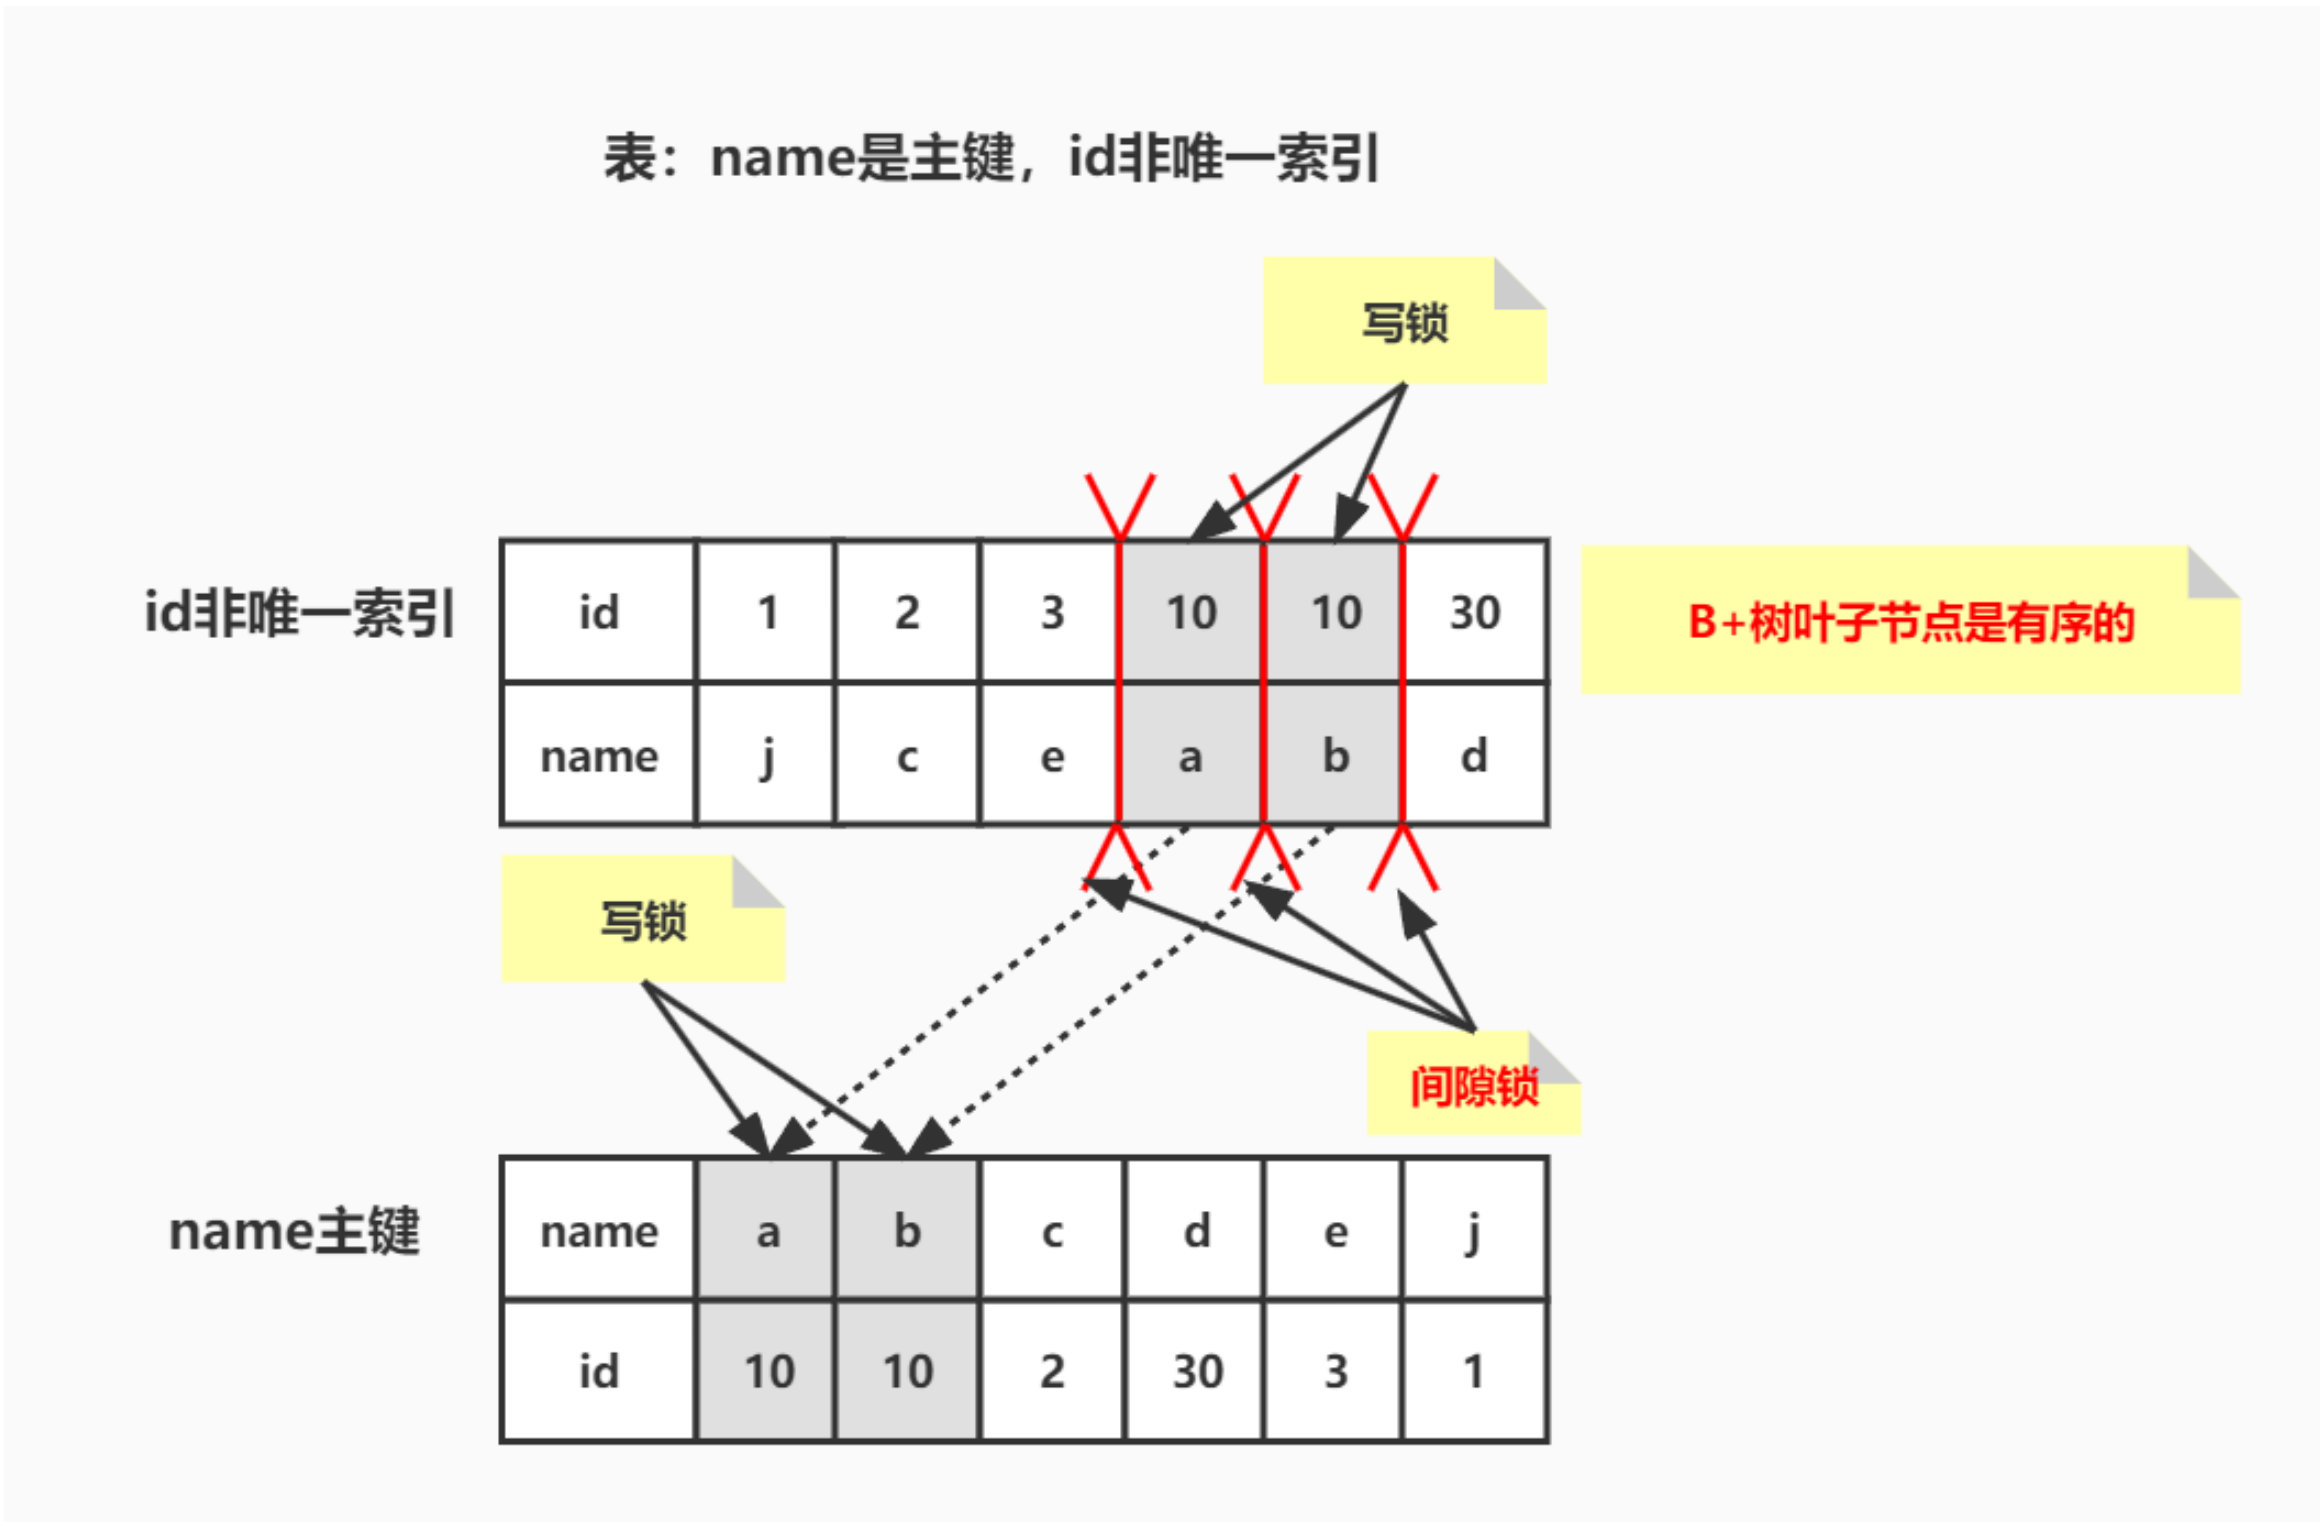 表：name是主键，id非唯一索引
写锁
id非唯一索引
id 1 2 3 10 10 30
name j c e a b d
B+树叶子节点是有序的
写锁
间隙锁
name主键
name a b c d e j
id 10 10 2 30 3 1